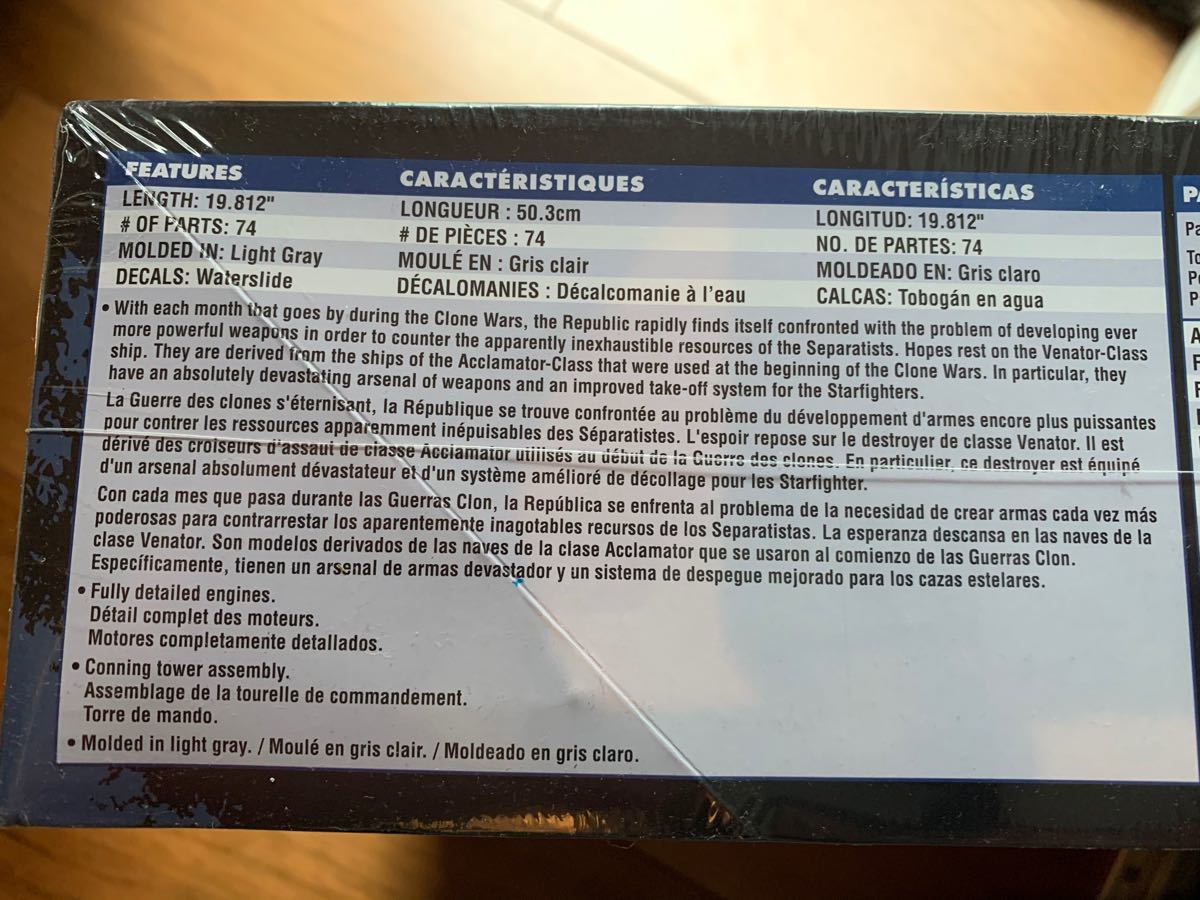 FEATURES
LENGTH: 19.812"
# OF PARTS: 74
MOLDED IN: Light Gray
DECALS: Waterslide
CARACTÉRISTIQUES
LONGUEUR : 50.3cm
# DE PIÈCES : 74
MOULÉ EN : Gris clair
DÉCALOMANIES : Décalcomanie à l'eau
CARACTERÍSTICAS
LONGITUD: 19.812"
NO. DE PARTES: 74
MOLDEADO EN: Gris claro
CALCAS: Tobogán en agua
• With each month that goes by during the Clone Wars, the Republic rapidly finds itself confronted with the problem of developing ever
more powerful weapons in order to counter the apparently inexhaustible resources of the Separatists. Hopes rest on the Venator-Class
ship. They are derived from the ships of the Acclamator-Class that were used at the beginning of the Clone Wars. In particular, they
have an absolutely devastating arsenal of weapons and an improved take-off system for the Starfighters.
La Guerre des clones s'éternisant, la République se trouve confrontée au problème du développement d'armes encore plus puissantes
pour contrer les ressources apparemment inépuisables des Séparatistes. L'espoir repose sur le destroyer de classe Venator. Il est
dérivé des croiseurs d'assaut de classe Acclamator utilisés au début de la Guerre des clones. En particulier, ce destroyer est équipé
d'un arsenal absolument dévastateur et d'un système amélioré de décollage pour les Starfighter.
Con cada mes que pasa durante las Guerras Clon, la República se enfrenta al problema de la necesidad de crear armas cada vez más
poderosas para contrarrestar los aparentemente inagotables recursos de los Separatistas. La esperanza descansa en las naves de la
clase Venator. Son modelos derivados de las naves de la clase Acclamator que se usaron al comienzo de las Guerras Clon.
Específicamente, tienen un arsenal de armas devastador y un sistema de despegue mejorado para los cazas estelares.
• Fully detailed engines.
Détail complet des moteurs.
Motores completamente detallados.
• Conning tower assembly.
Assemblage de la tourelle de commandement.
Torre de mando.
• Molded in light gray. / Moulé en gris clair. / Moldeado en gris claro.